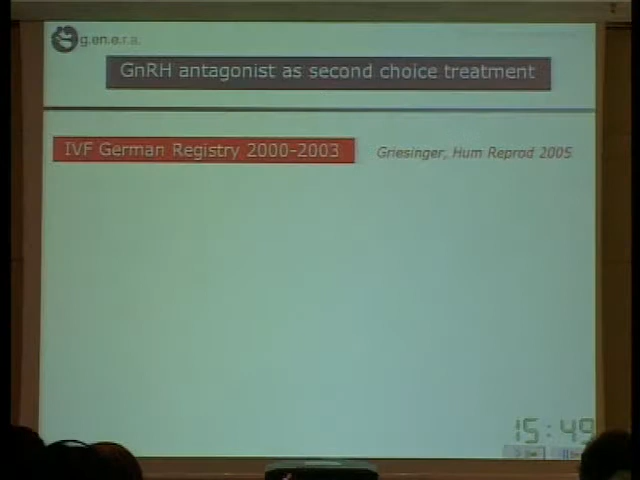 g.en.e.r.a.
GnRH antagonist as second choice treatment
IVF German Registry 2000-2003
Griesinger, Hum Reprod 2005
15:49